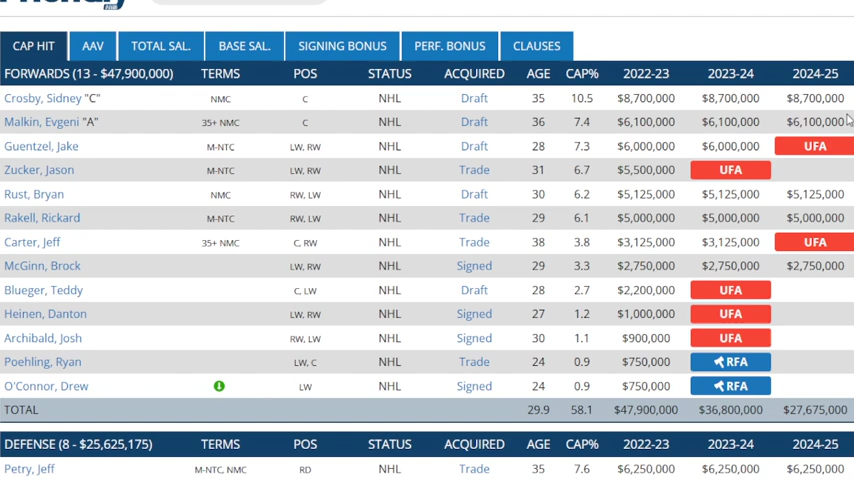 CAP HIT AAV TOTAL SAL. BASE SAL. SIGNING BONUS PERF. BONUS CLAUSES
FORWARDS (13 - $47,900,000) TERMS POS STATUS ACQUIRED AGE CAP% 2022-23 2023-24 2024-25
Crosby, Sidney "C" NMC C NHL Draft 35 10.5 $8,700,000 $8,700,000 $8,700,000
Malkin, Evgeni "A" 35+ NMC C NHL Draft 36 7.4 $6,100,000 $6,100,000 $6,100,000
Guentzel, Jake M-NTC LW, RW NHL Draft 28 7.3 $6,000,000 $6,000,000 UFA
Zucker, Jason M-NTC LW, RW NHL Trade 31 6.7 $5,500,000 UFA
Rust, Bryan NMC RW, LW NHL Draft 30 6.2 $5,125,000 $5,125,000 $5,125,000
Rakell, Rickard M-NTC RW, LW NHL Trade 29 6.1 $5,000,000 $5,000,000 $5,000,000
Carter, Jeff 35+ NMC C, RW NHL Trade 38 3.8 $3,125,000 $3,125,000 UFA
McGinn, Brock LW, RW NHL Signed 29 3.3 $2,750,000 $2,750,000 $2,750,000
Blueger, Teddy C, LW NHL Draft 28 2.7 $2,200,000 UFA
Heinen, Danton LW, RW NHL Signed 27 1.2 $1,000,000 UFA
Archibald, Josh RW, LW NHL Signed 30 1.1 $900,000 UFA
Poehling, Ryan LW, C NHL Trade 24 0.9 $750,000 RFA
O'Connor, Drew LW NHL Signed 24 0.9 $750,000 RFA
TOTAL 29.9 58.1 $47,900,000 $36,800,000 $27,675,000
DEFENSE (8 - $25,625,175) TERMS POS STATUS ACQUIRED AGE CAP% 2022-23 2023-24 2024-25
Petry, Jeff M-NTC, NMC RD NHL Trade 35 7.6 $6,250,000 $6,250,000 $6,250,000